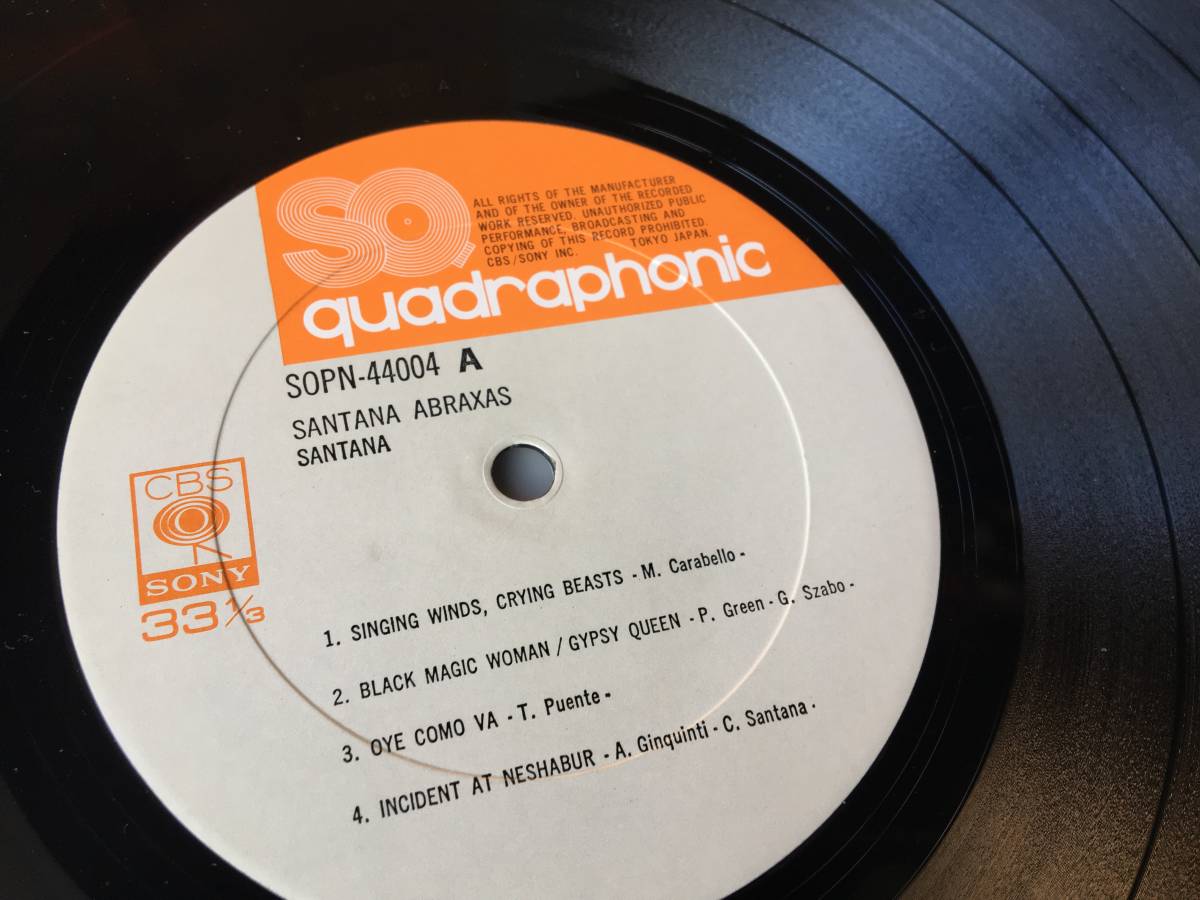 SQ
ALL RIGHTS OF THE MANUFACTURER
AND OF THE OWNER OF THE RECORDED
WORK RESERVED. UNAUTHORIZED PUBLIC
PERFORMANCE, BROADCASTING AND
COPYING OF THIS RECORD PROHIBITED.
CBS/SONY INC. TOKYO JAPAN.
quadraphonic
SOPN-44004 A
SANTANA ABRAXAS
SANTANA
CBS
SONY
33 1/3
1. SINGING WINDS, CRYING BEASTS - M. Carabello -
2. BLACK MAGIC WOMAN / GYPSY QUEEN - P. Green - G. Szabo -
3. OYE COMO VA - T. Puente -
4. INCIDENT AT NESHABUR - A. Ginquinti - C. Santana -